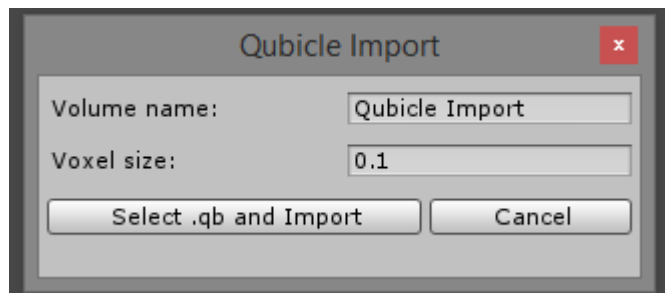 Qubicle Import
x
Volume name: Qubicle Import
Voxel size: 0.1
Select .qb and Import Cancel